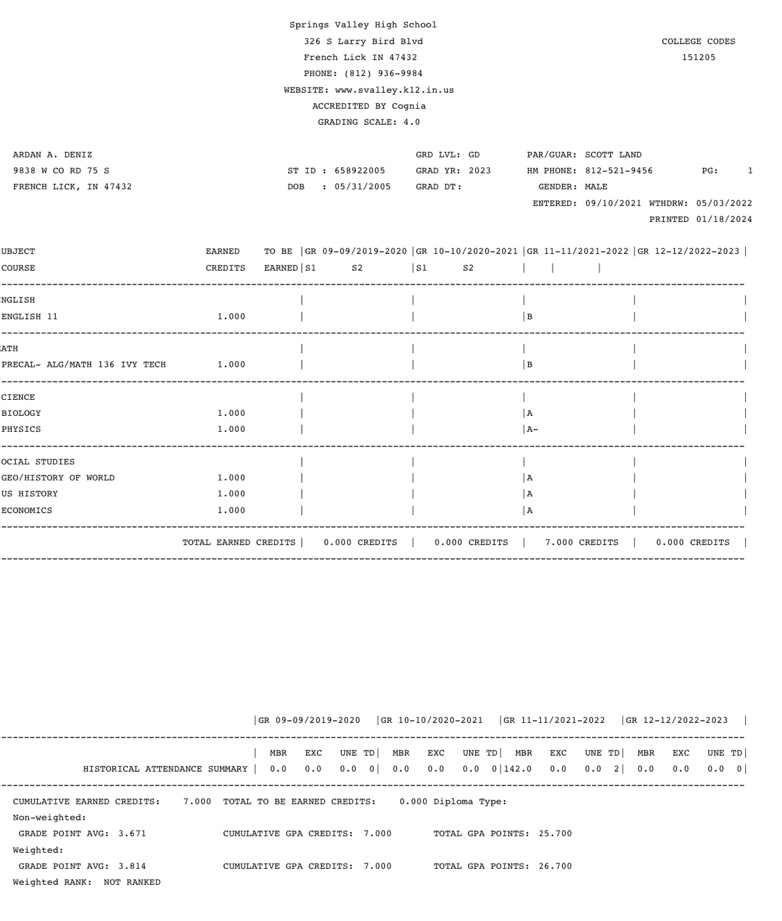 Springs Valley High School
326 S Larry Bird Blvd COLLEGE CODES
French Lick IN 47432 151205
PHONE: (812) 936-9984
WEBSITE: www.svalley.k12.in.us
ACCREDITED BY Cognia
GRADING SCALE: 4.0
ARDAN A. DENIZ GRD LVL: GD PAR/GUAR: SCOTT LAND
9838 W CO RD 75 S ST ID : 658922005 GRAD YR: 2023 HM PHONE: 812-521-9456 PG: 1
FRENCH LICK, IN 47432 DOB : 05/31/2005 GRAD DT: GENDER: MALE
ENTERED: 09/10/2021 WTHDRW: 05/03/2022
PRINTED 01/18/2024
UBJECT EARNED TO BE |GR 09-09/2019-2020 |GR 10-10/2020-2021 |GR 11-11/2021-2022 |GR 12-12/2022-2023 |
COURSE CREDITS EARNED|S1 S2 |S1 S2 | | |
NGLISH | | | | |
ENGLISH 11 1.000 | | |B | |
ATH | | | | |
PRECAL- ALG/MATH 136 IVY TECH 1.000 | | |B | |
CIENCE | | | | |
BIOLOGY 1.000 | | |A | |
PHYSICS 1.000 | | |A- | |
OCIAL STUDIES | | | | |
GEO/HISTORY OF WORLD 1.000 | | |A | |
US HISTORY 1.000 | | |A | |
ECONOMICS 1.000 | | |A | |
TOTAL EARNED CREDITS| 0.000 CREDITS | 0.000 CREDITS | 7.000 CREDITS | 0.000 CREDITS |
|GR 09-09/2019-2020 |GR 10-10/2020-2021 |GR 11-11/2021-2022 |GR 12-12/2022-2023 |
| MBR EXC UNE TD| MBR EXC UNE TD| MBR EXC UNE TD| MBR EXC UNE TD|
HISTORICAL ATTENDANCE SUMMARY | 0.0 0.0 0.0 0| 0.0 0.0 0.0 0|142.0 0.0 0.0 2| 0.0 0.0 0.0 0|
CUMULATIVE EARNED CREDITS: 7.000 TOTAL TO BE EARNED CREDITS: 0.000 Diploma Type:
Non-weighted:
GRADE POINT AVG: 3.671 CUMULATIVE GPA CREDITS: 7.000 TOTAL GPA POINTS: 25.700
Weighted:
GRADE POINT AVG: 3.814 CUMULATIVE GPA CREDITS: 7.000 TOTAL GPA POINTS: 26.700
Weighted RANK: NOT RANKED